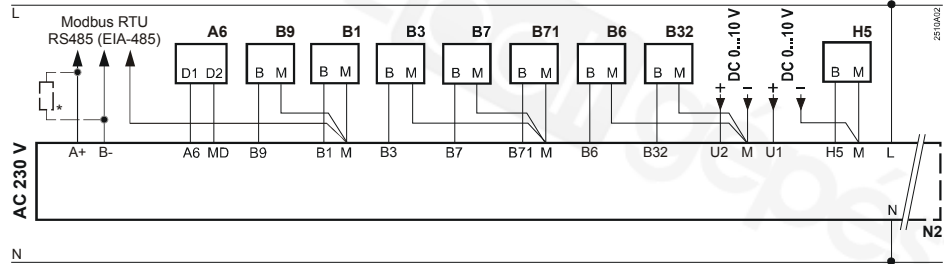 L
Modbus RTU
RS485 (EIA-485)
*
A6 B9 B1 B3 B7 B71 B6 B32 H5
D1 D2 B M B M B M B M B M B M B M B M
+ DC 0...10 V −
+ DC 0...10 V −
2510A02
A+ B- A6 MD B9 B1 M B3 B7 B71 M B6 B32 U2 M U1 H5 M L
AC 230 V
N
N2
N